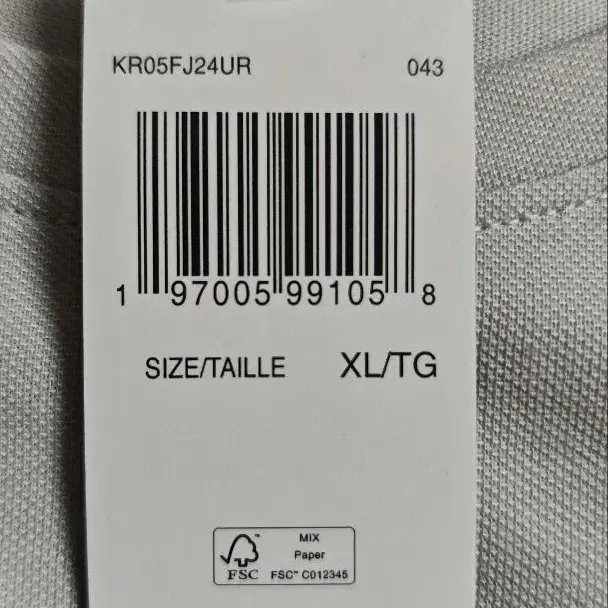 KR05FJ24UR 043
1 97005 99105 8
SIZE/TAILLE XL/TG
MIX
Paper
FSC™ C012345
FSC